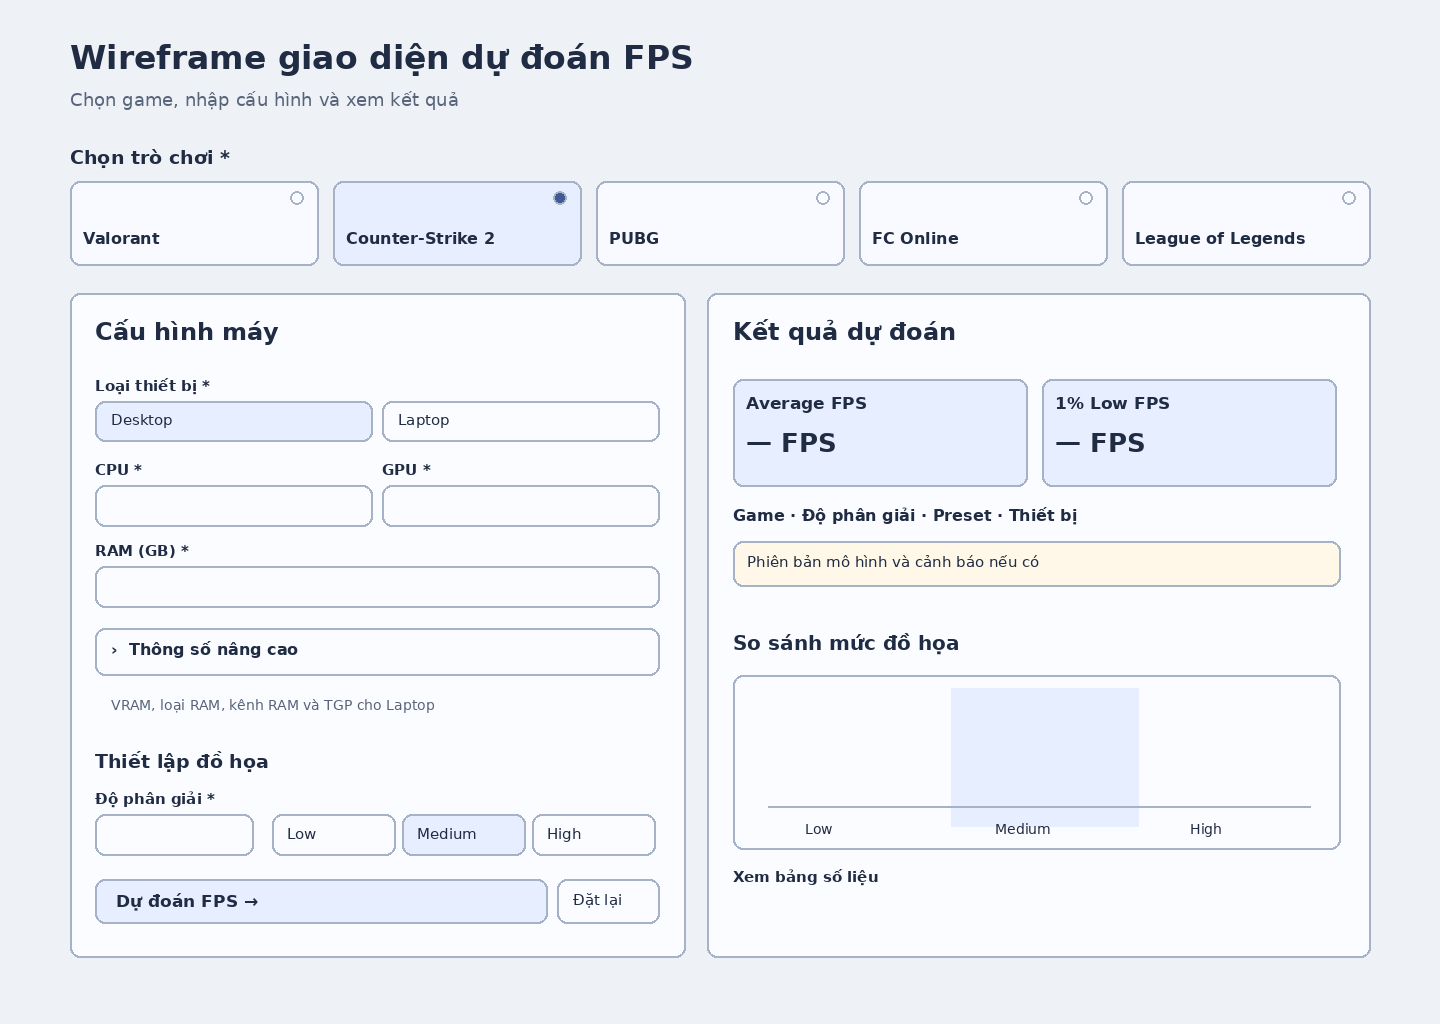 Wireframe giao diện dự đoán FPS
Chọn game, nhập cấu hình và xem kết quả
Chọn trò chơi *
Valorant
Counter-Strike 2
PUBG
FC Online
League of Legends
Cấu hình máy
Loại thiết bị *
Desktop
Laptop
CPU *
GPU *
RAM (GB) *
› Thông số nâng cao
VRAM, loại RAM, kênh RAM và TGP cho Laptop
Thiết lập đồ họa
Độ phân giải *
Low
Medium
High
Dự đoán FPS →
Đặt lại
Kết quả dự đoán
Average FPS
— FPS
1% Low FPS
— FPS
Game · Độ phân giải · Preset · Thiết bị
Phiên bản mô hình và cảnh báo nếu có
So sánh mức đồ họa
Low
Medium
High
Xem bảng số liệu